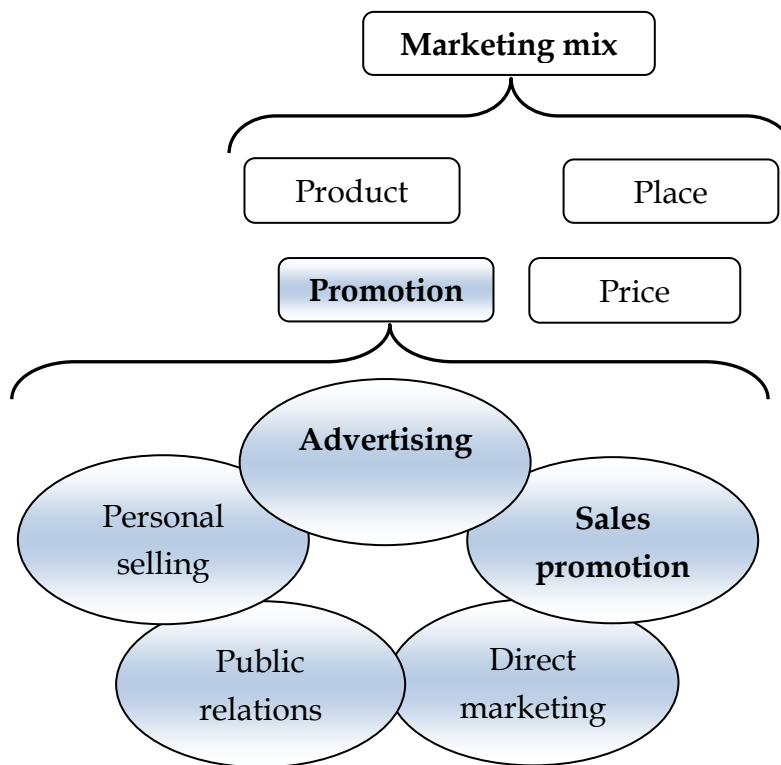 Marketing mix
Product
Place
Promotion
Price
Advertising
Personal
selling
Sales
promotion
Public
relations
Direct
marketing